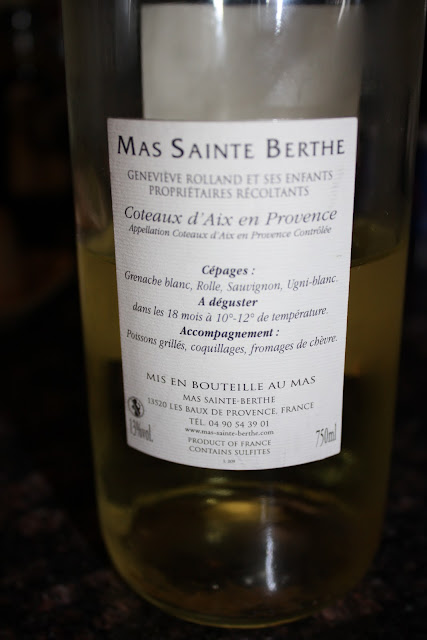 MAS SAINTE BERTHE
GENEVIÈVE ROLLAND ET SES ENFANTS
PROPRIÉTAIRES RÉCOLTANTS
Coteaux d'Aix en Provence
Appellation Coteaux d'Aix en Provence Contrôlée
Cépages :
Grenache blanc, Rolle, Sauvignon, Ugni-blanc.
A déguster
dans les 18 mois à 10°-12° de température.
Accompagnement :
Poissons grillés, coquillages, fromages de chèvre.
MIS EN BOUTEILLE AU MAS
MAS SAINTE-BERTHE
13520 LES BAUX DE PROVENCE, FRANCE
TÉL. 04 90 54 39 01
www.mas-sainte-berthe.com
13%vol. 750ml
PRODUCT OF FRANCE
CONTAINS SULFITES